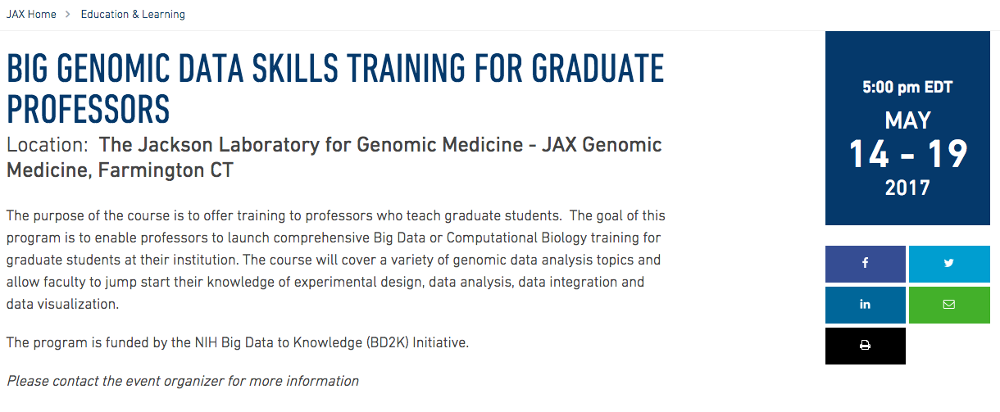 JAX Home > Education & Learning
BIG GENOMIC DATA SKILLS TRAINING FOR GRADUATE
PROFESSORS
Location: The Jackson Laboratory for Genomic Medicine - JAX Genomic
Medicine, Farmington CT
The purpose of the course is to offer training to professors who teach graduate students. The goal of this
program is to enable professors to launch comprehensive Big Data or Computational Biology training for
graduate students at their institution. The course will cover a variety of genomic data analysis topics and
allow faculty to jump start their knowledge of experimental design, data analysis, data integration and
data visualization.
The program is funded by the NIH Big Data to Knowledge (BD2K) Initiative.
Please contact the event organizer for more information
5:00 pm EDT
MAY
14 - 19
2017
f
in